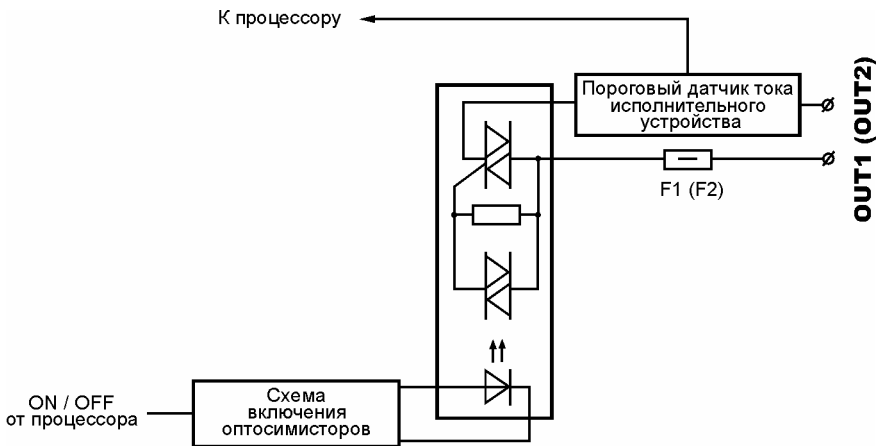 К процессору
Пороговый датчик тока
исполнительного
устройства
OUT1 (OUT2)
F1 (F2)
ON / OFF
от процессора
Схема
включения
оптосимисторов